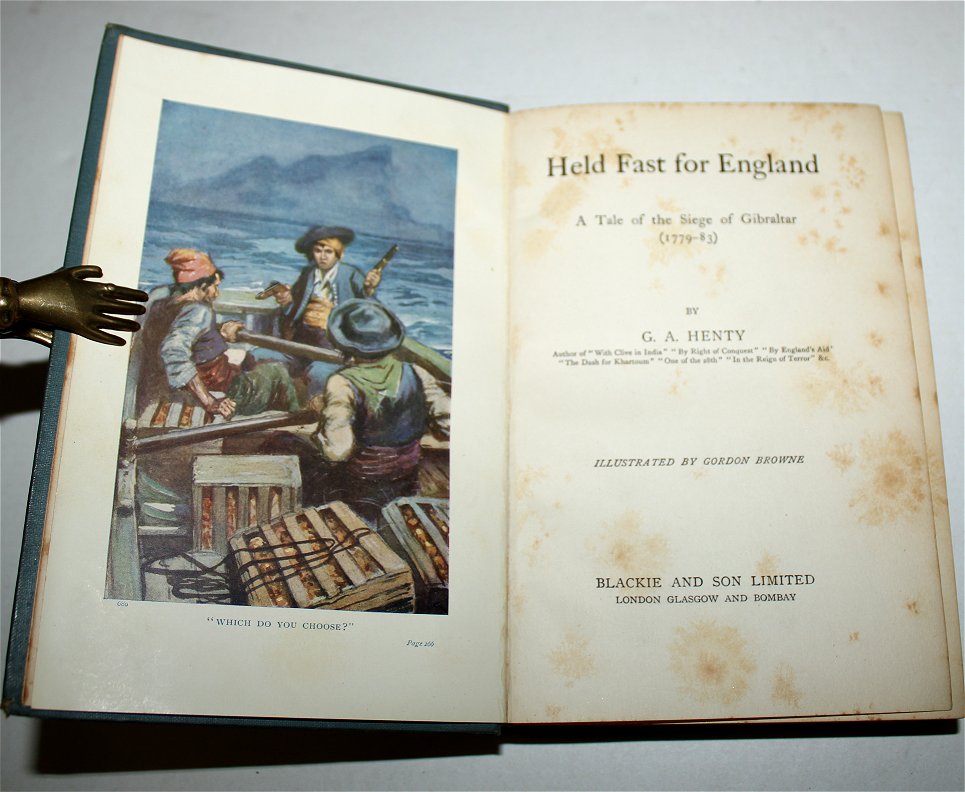 689
"WHICH DO YOU CHOOSE?"
Page 266
Held Fast for England
A Tale of the Siege of Gibraltar
(1779-83)
BY
G. A. HENTY
Author of "With Clive in India" "By Right of Conquest" "By England's Aid"
"The Dash for Khartoum" "One of the 28th" "In the Reign of Terror" &c.
ILLUSTRATED BY GORDON BROWNE
BLACKIE AND SON LIMITED
LONDON GLASGOW AND BOMBAY